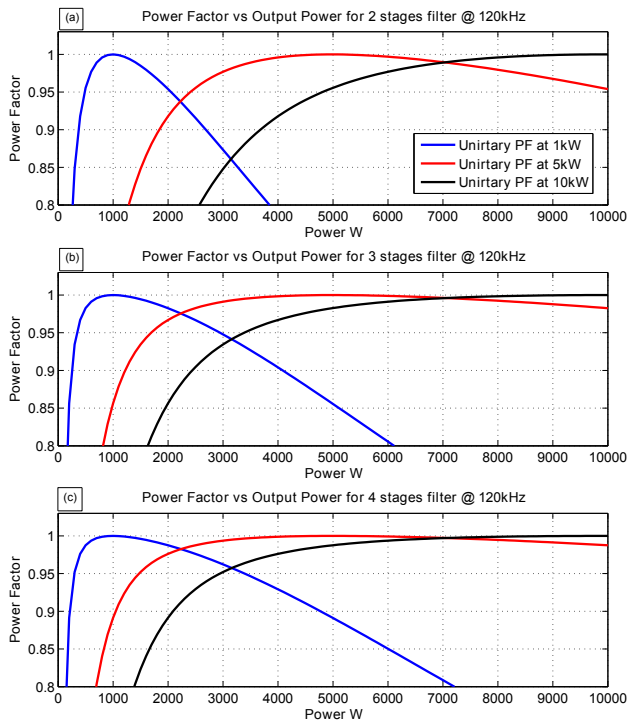 (a)
Power Factor vs Output Power for 2 stages filter @ 120kHz
Power Factor
1
0.95
0.9
0.85
0.8
Unirtary PF at 1kW
Unirtary PF at 5kW
Unirtary PF at 10kW
0 1000 2000 3000 4000 5000 6000 7000 8000 9000 10000
Power W
(b)
Power Factor vs Output Power for 3 stages filter @ 120kHz
Power Factor
1
0.95
0.9
0.85
0.8
0 1000 2000 3000 4000 5000 6000 7000 8000 9000 10000
Power W
(c)
Power Factor vs Output Power for 4 stages filter @ 120kHz
Power Factor
1
0.95
0.9
0.85
0.8
0 1000 2000 3000 4000 5000 6000 7000 8000 9000 10000
Power W